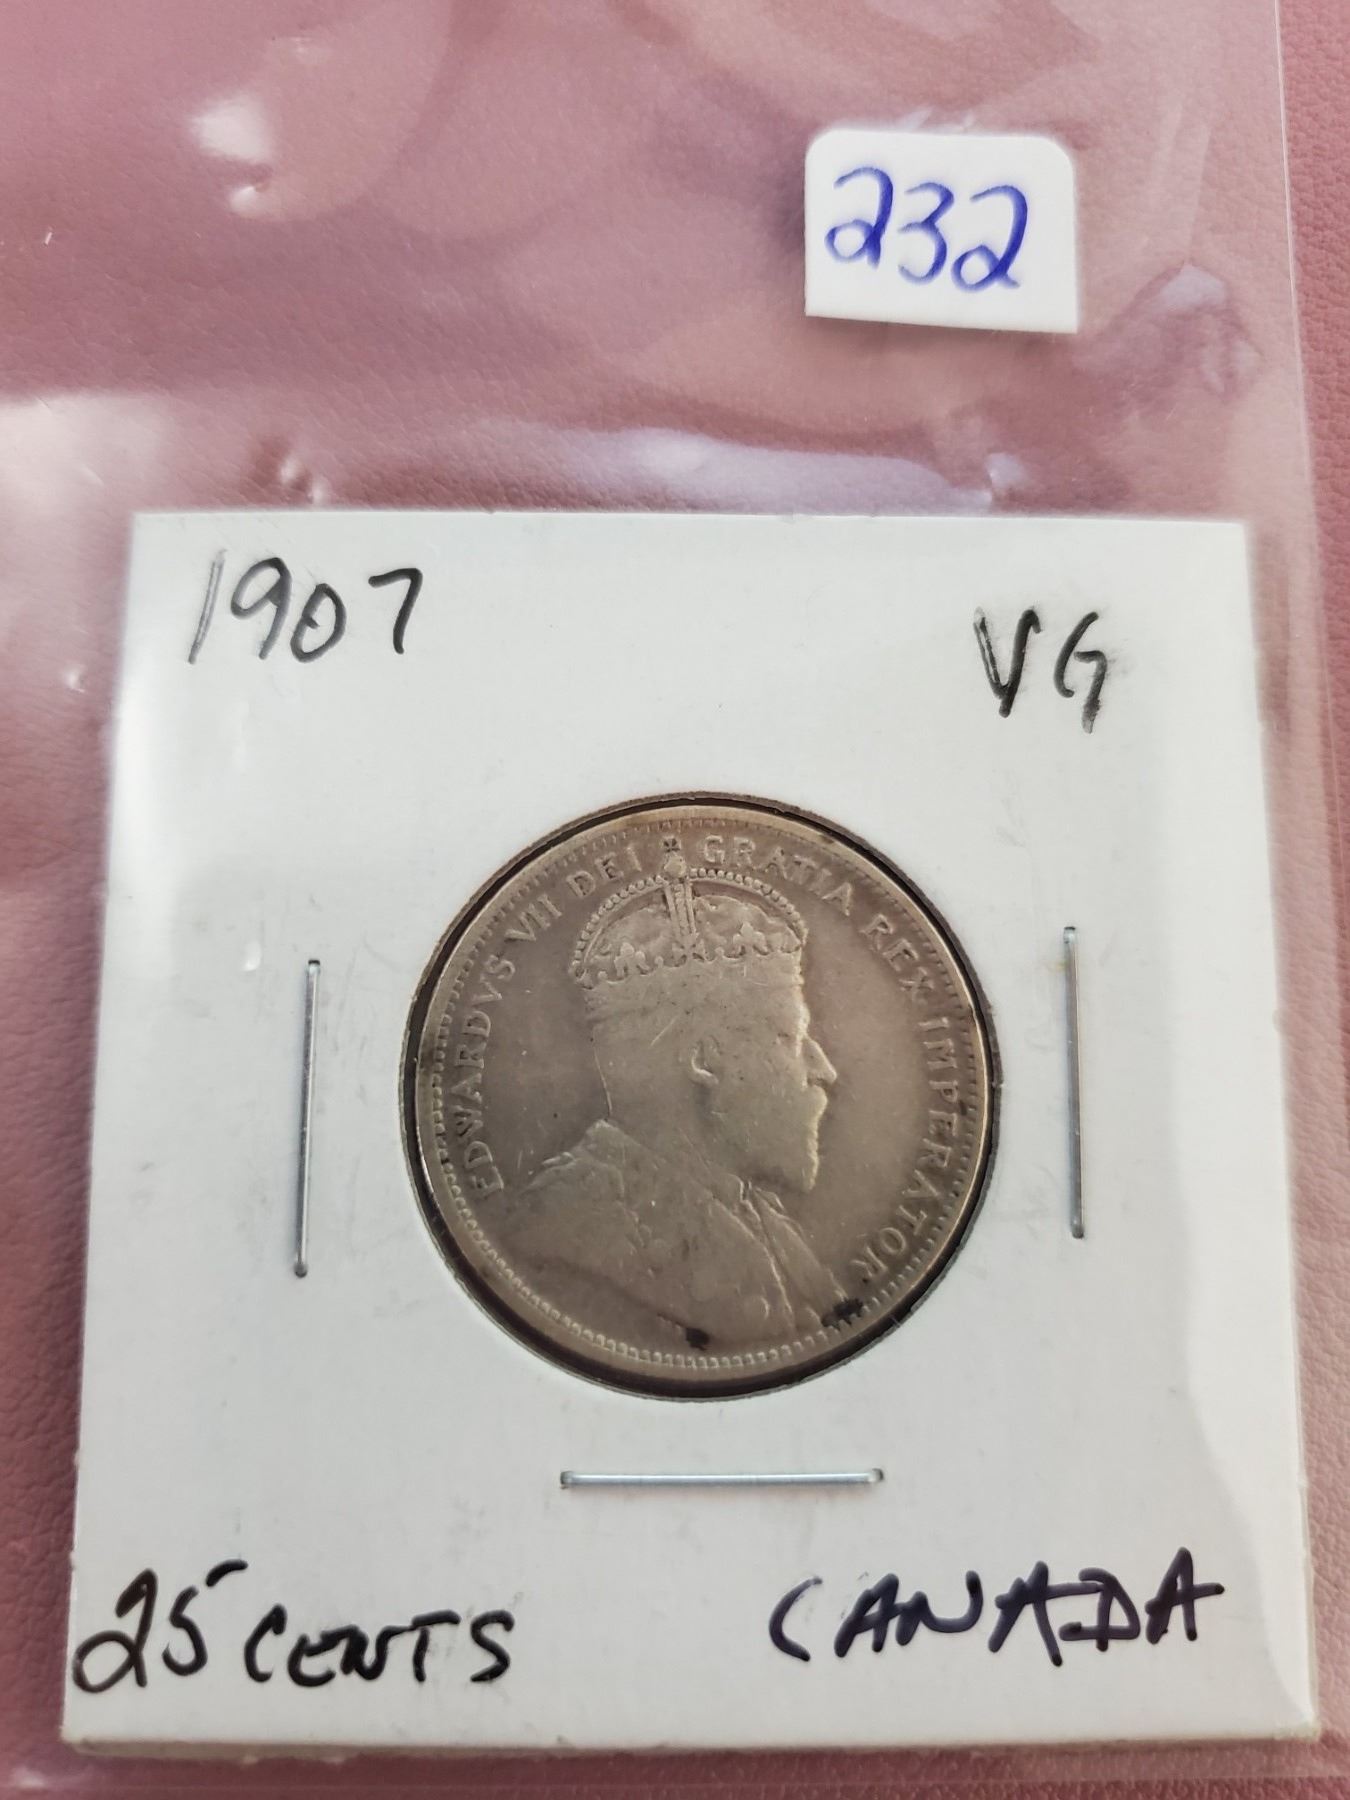 232
1907 VG
EDWARDVS VII DEI GRATIA REX IMPERATOR
25 CENTS CANADA